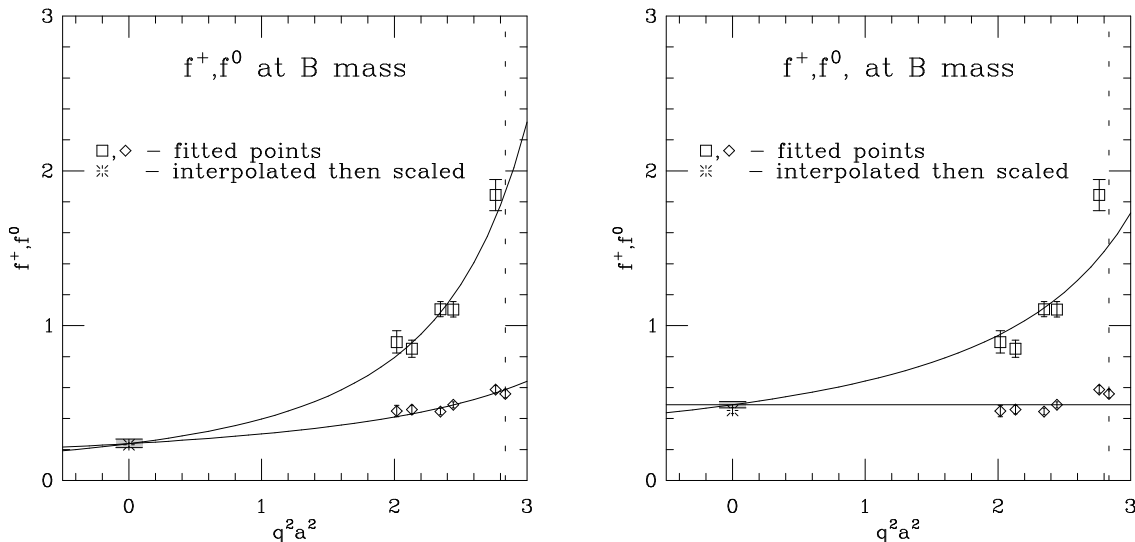 f⁺,f⁰ at B mass
□,◇ – fitted points
– interpolated then scaled
f⁺,f⁰
3
2
1
0
0 1 2 3
q²a²
f⁺,f⁰, at B mass
□,◇ – fitted points
– interpolated then scaled
f⁺,f⁰
3
2
1
0
0 1 2 3
q²a²